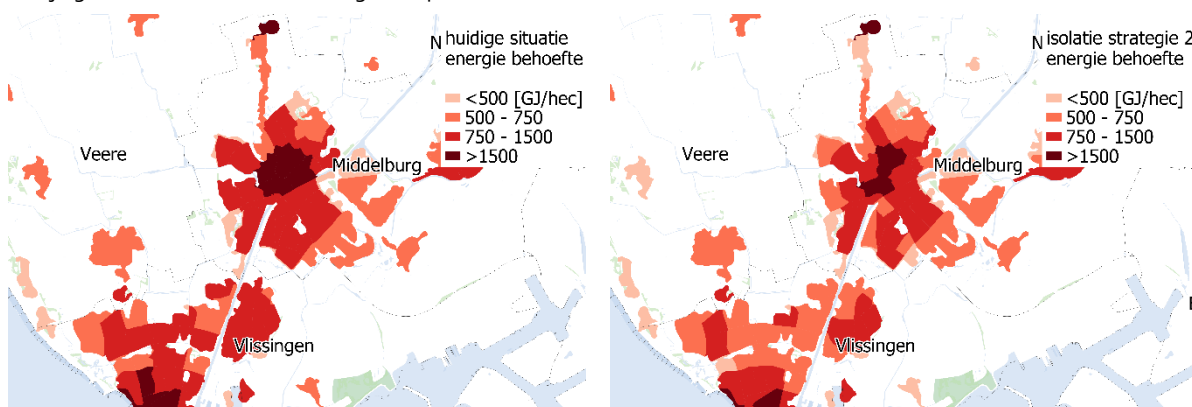 N huidige situatie
energie behoefte
<500 [GJ/hec]
500 - 750
750 - 1500
>1500
Veere
Middelburg
Vlissingen
N isolatie strategie 2
energie behoefte
<500 [GJ/hec]
500 - 750
750 - 1500
>1500
Veere
Middelburg
Vlissingen